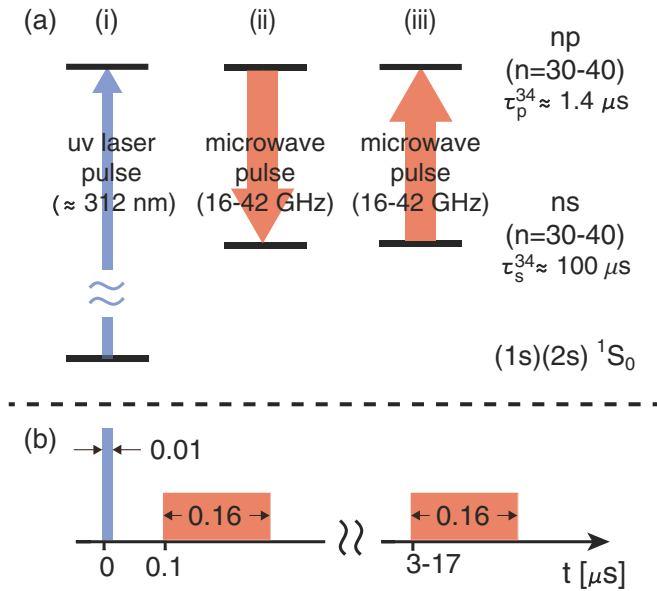 (a) (i) (ii) (iii)
np
(n=30-40)
τ_p^34 ≈ 1.4 μs
uv laser
pulse
(≈ 312 nm)
microwave
pulse
(16-42 GHz)
microwave
pulse
(16-42 GHz)
ns
(n=30-40)
τ_s^34 ≈ 100 μs
(1s)(2s) ¹S₀
(b)
0.01
0.16
0.16
0
0.1
3-17
t [μs]